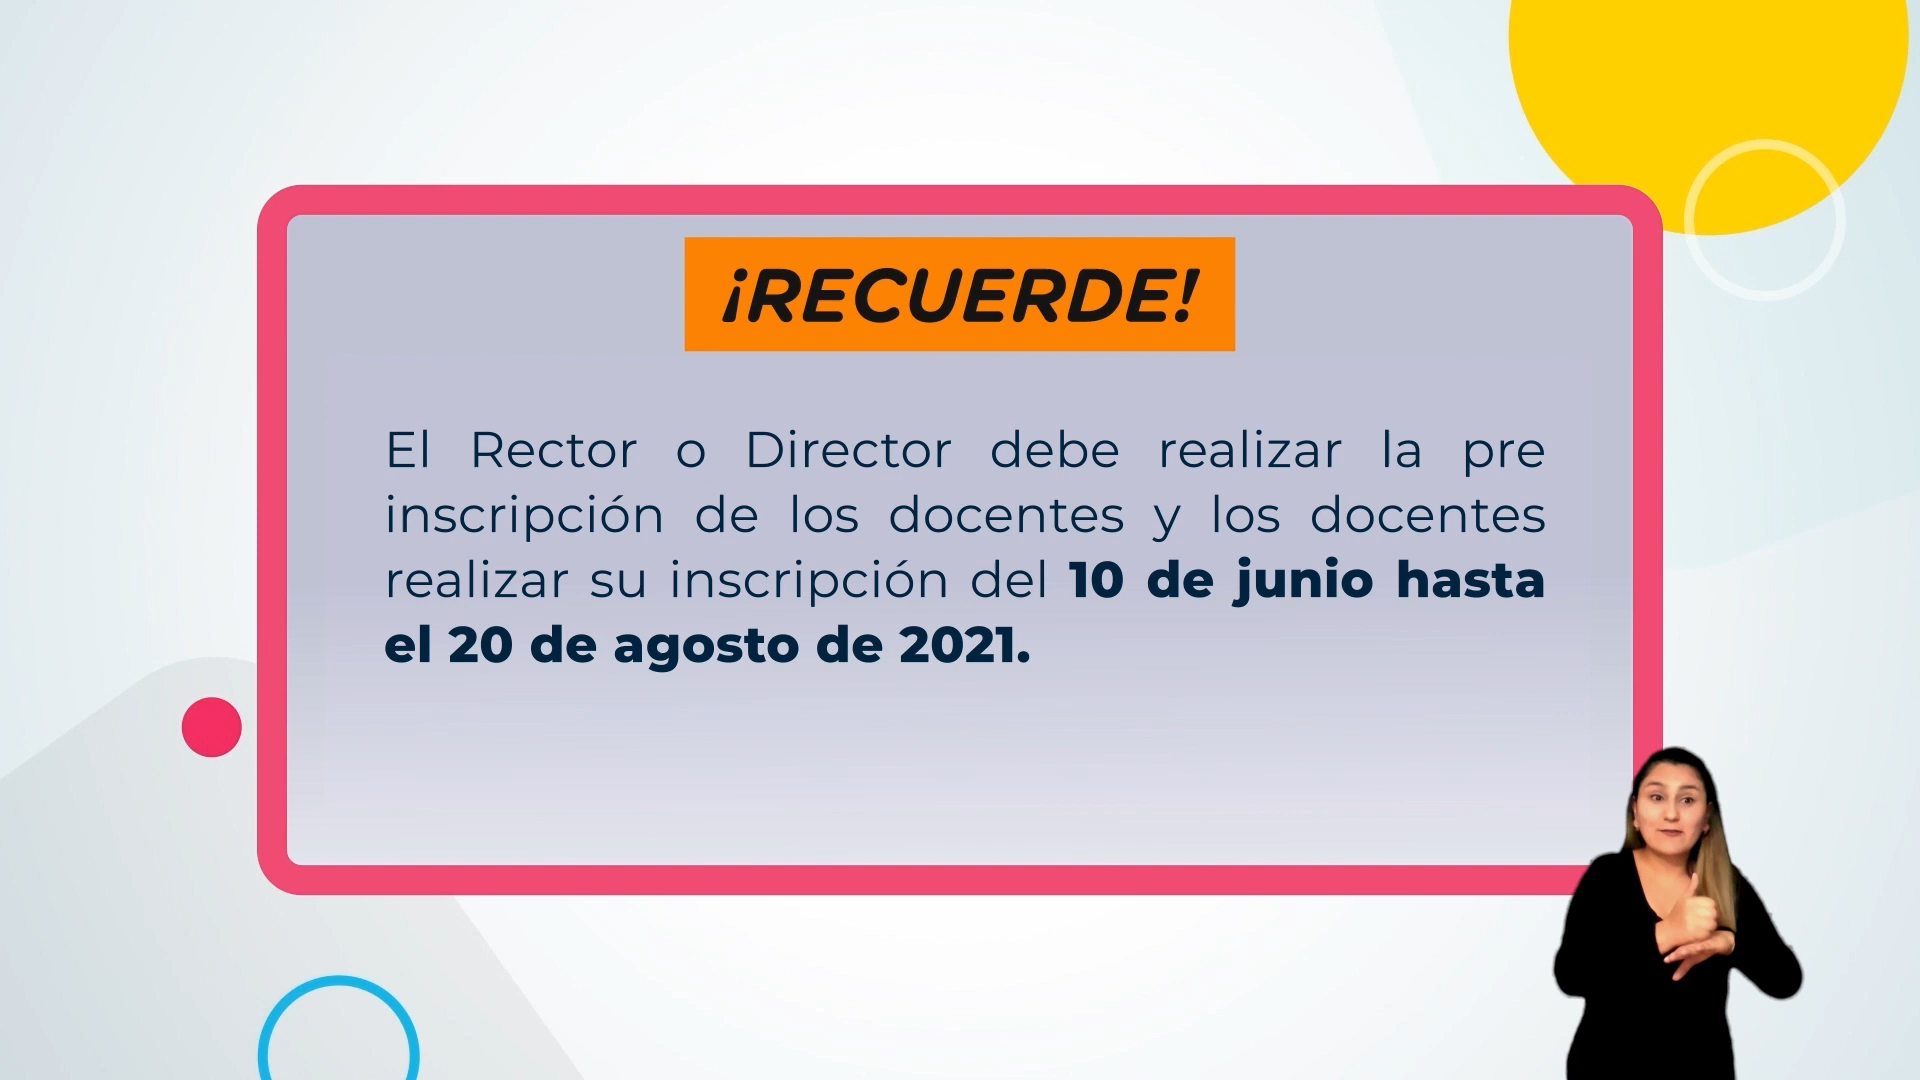 ¡RECUERDE!
El Rector o Director debe realizar la pre
inscripción de los docentes y los docentes
realizar su inscripción del 10 de junio hasta
el 20 de agosto de 2021.